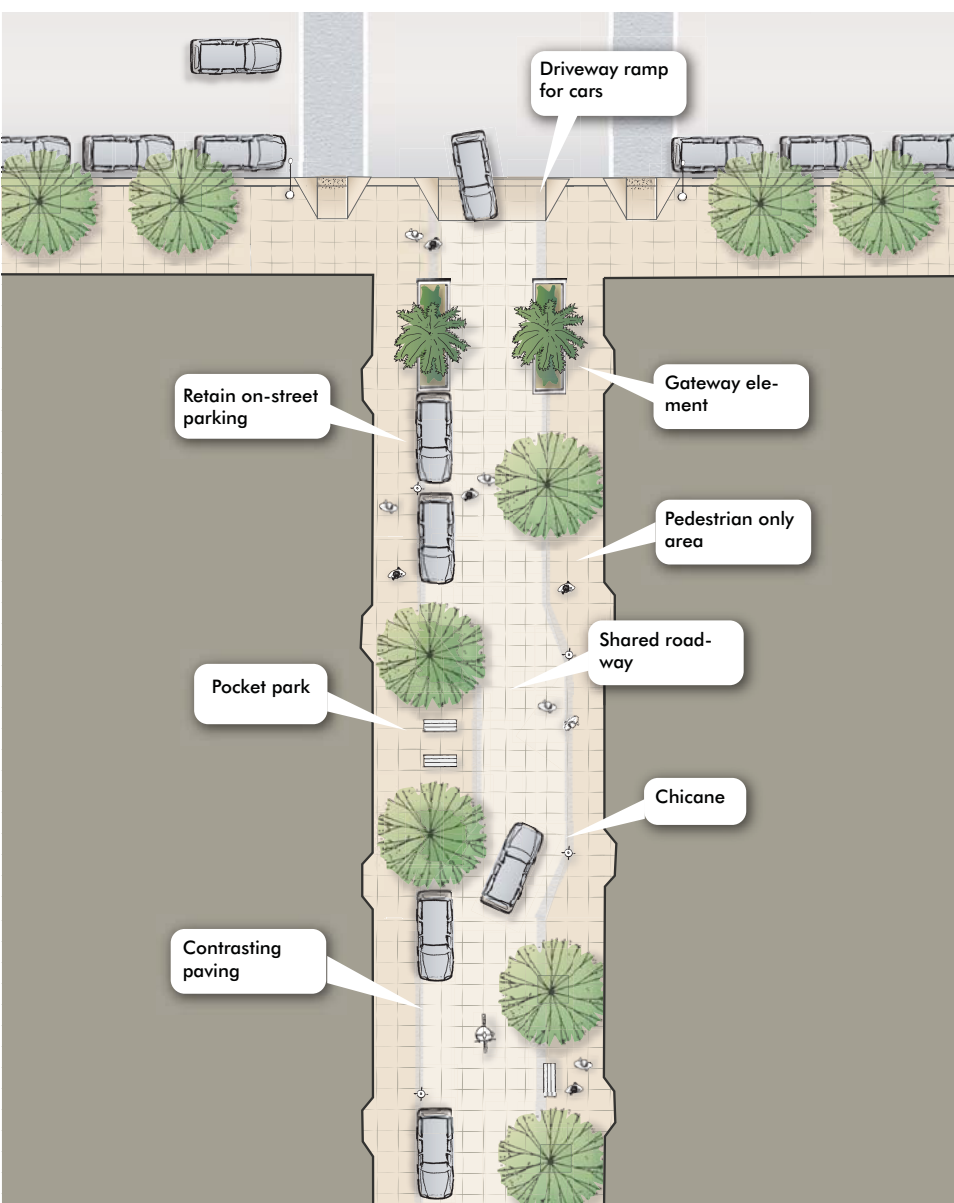 Driveway ramp
for cars
Gateway ele-
ment
Retain on-street
parking
Pedestrian only
area
Shared road-
way
Pocket park
Chicane
Contrasting
paving